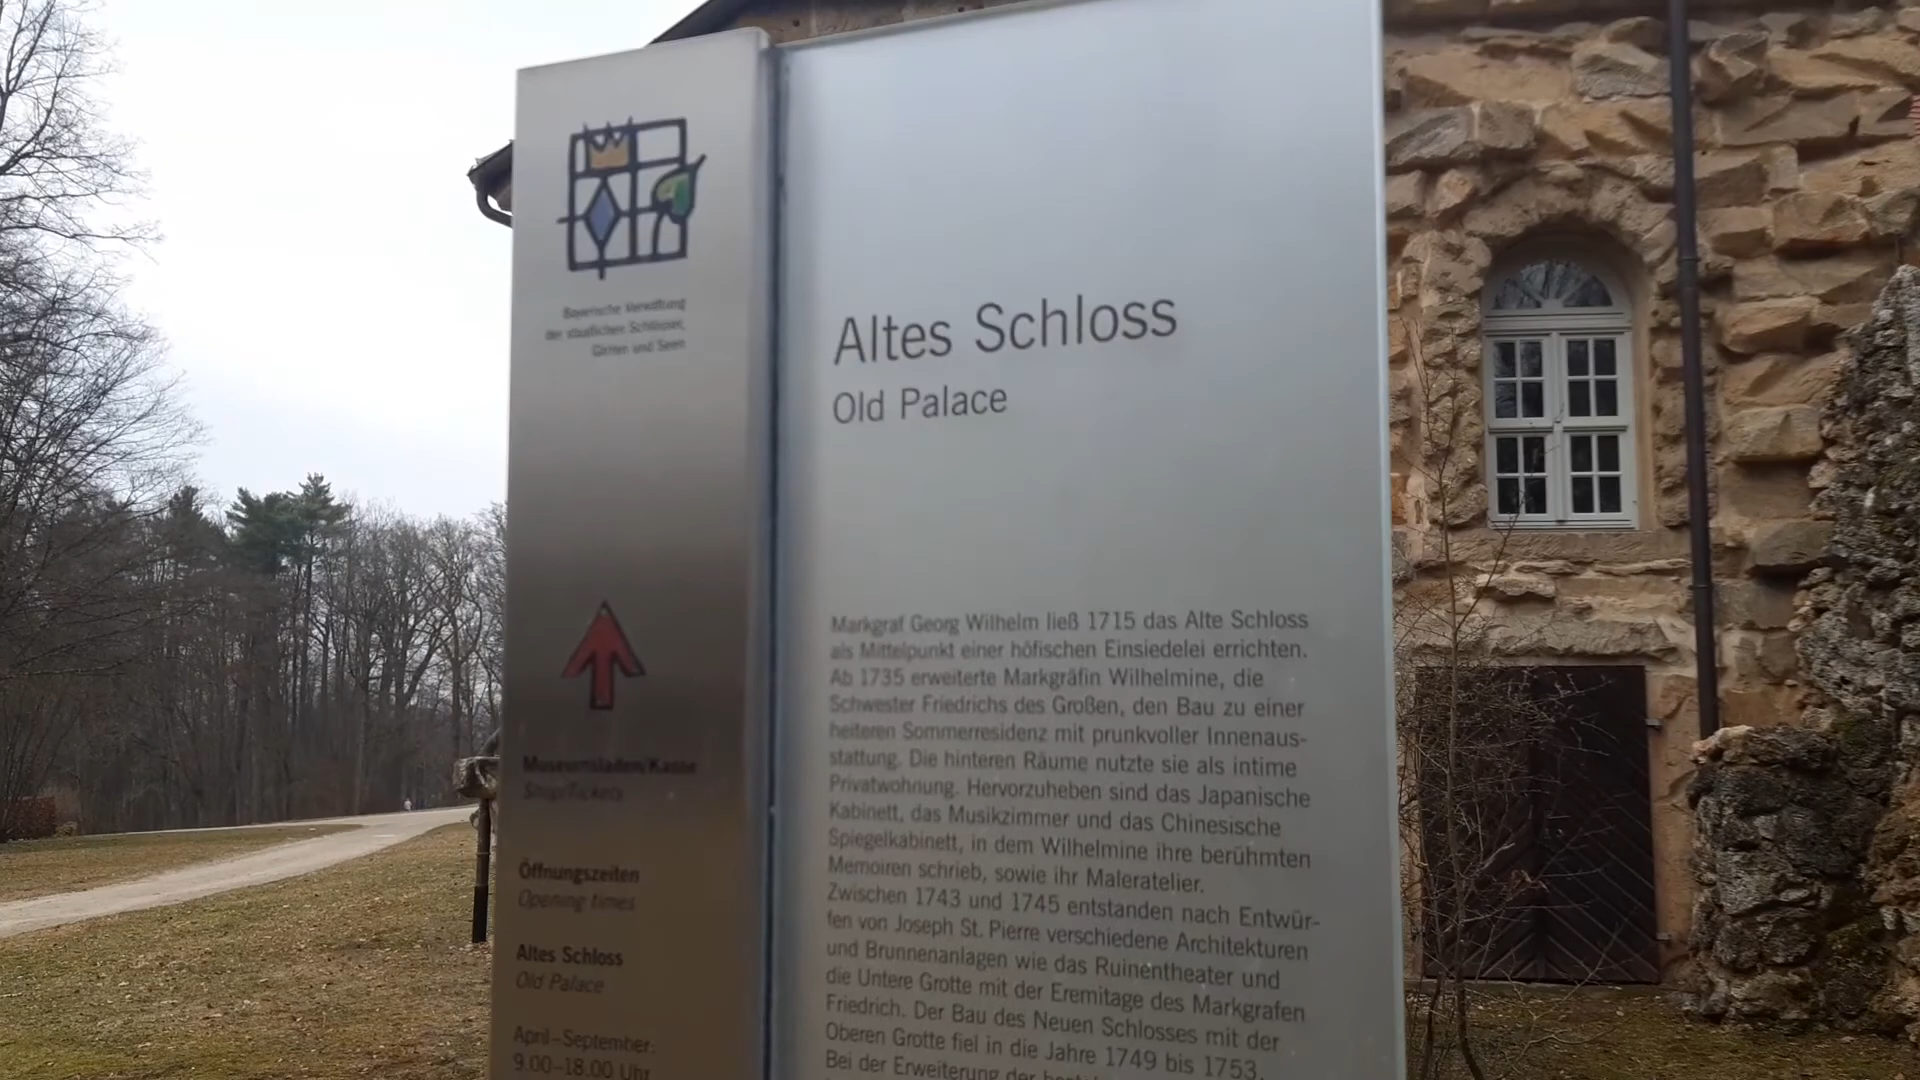 Bayerische Verwaltung
der staatlichen Schlösser,
Gärten und Seen
Museumsladen/Kasse
Shop/Tickets
Öffnungszeiten
Opening times
Altes Schloss
Old Palace
April–September:
9.00–18.00 Uhr
Altes Schloss
Old Palace
Markgraf Georg Wilhelm ließ 1715 das Alte Schloss
als Mittelpunkt einer höfischen Einsiedelei errichten.
Ab 1735 erweiterte Markgräfin Wilhelmine, die
Schwester Friedrichs des Großen, den Bau zu einer
heiteren Sommerresidenz mit prunkvoller Innenaus-
stattung. Die hinteren Räume nutzte sie als intime
Privatwohnung. Hervorzuheben sind das Japanische
Kabinett, das Musikzimmer und das Chinesische
Spiegelkabinett, in dem Wilhelmine ihre berühmten
Memoiren schrieb, sowie ihr Maleratelier.
Zwischen 1743 und 1745 entstanden nach Entwür-
fen von Joseph St. Pierre verschiedene Architekturen
und Brunnenanlagen wie das Ruinentheater und
die Untere Grotte mit der Eremitage des Markgrafen
Friedrich. Der Bau des Neuen Schlosses mit der
Oberen Grotte fiel in die Jahre 1749 bis 1753.
Bei der Erweiterung der